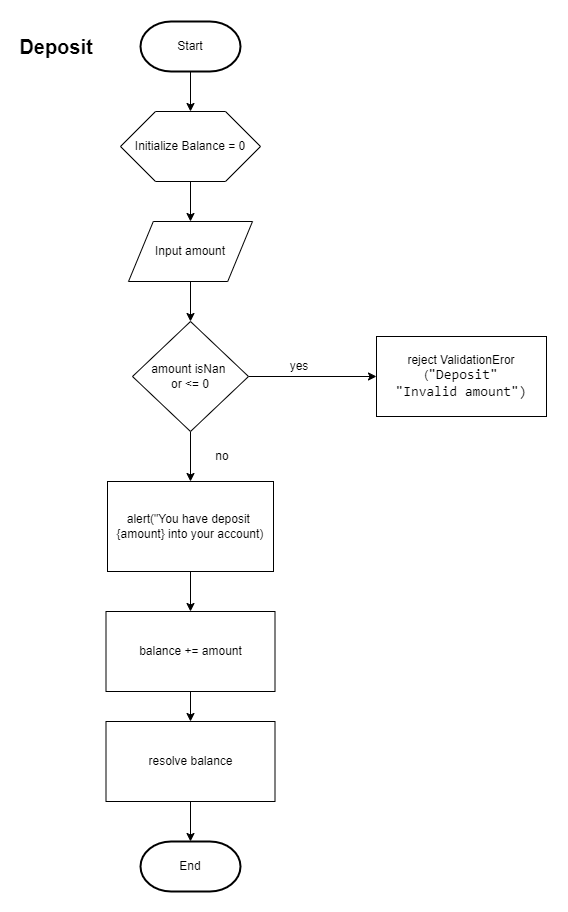 Deposit
Start
Initialize Balance = 0
Input amount
amount isNan
or <= 0
yes
reject ValidationEror
("Deposit"
"Invalid amount")
no
alert("You have deposit
{amount} into your account)
balance += amount
resolve balance
End